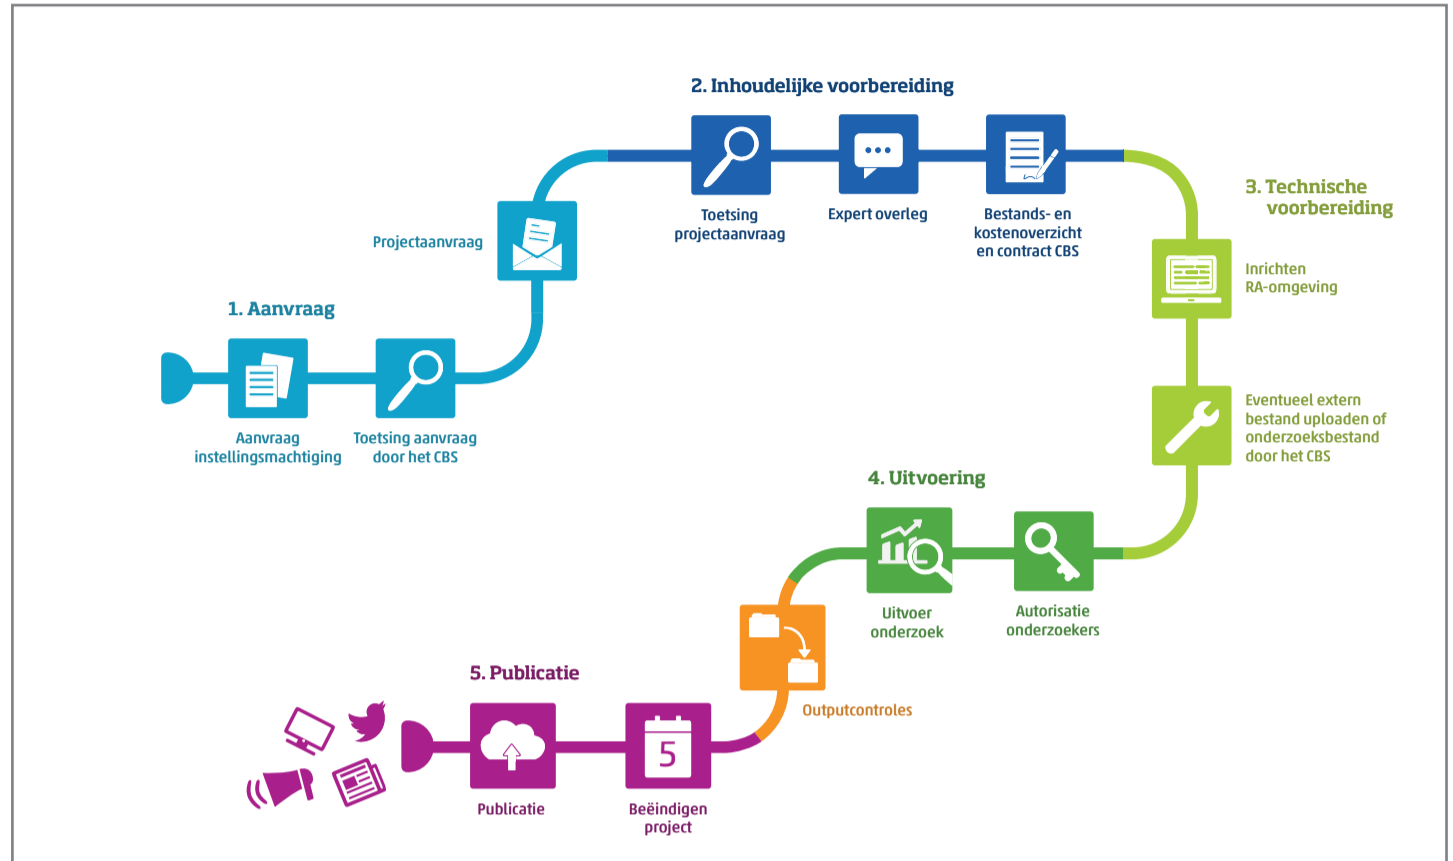 1. Aanvraag
Aanvraag
instellingsmachtiging
Toetsing aanvraag
door het CBS
Projectaanvraag
2. Inhoudelijke voorbereiding
Toetsing
projectaanvraag
Expert overleg
Bestands- en
kostenoverzicht
en contract CBS
3. Technische
voorbereiding
Inrichten
RA-omgeving
Eventueel extern
bestand uploaden of
onderzoeksbestand
door het CBS
4. Uitvoering
Autorisatie
onderzoekers
Uitvoer
onderzoek
Outputcontroles
5. Publicatie
5
Beëindigen
project
Publicatie